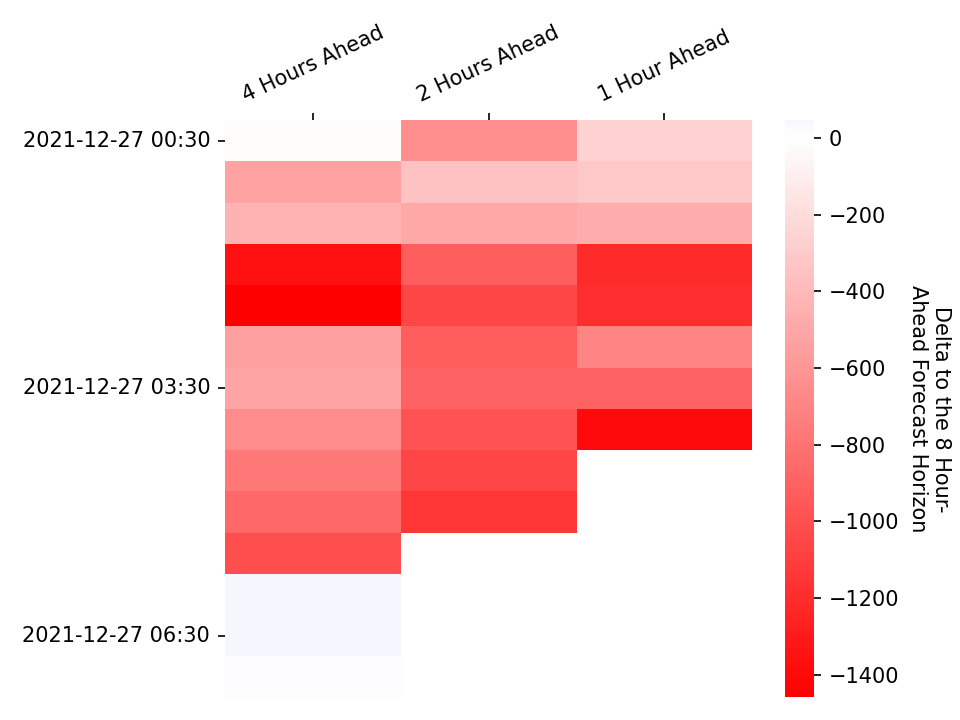 4 Hours Ahead
2 Hours Ahead
1 Hour Ahead
2021-12-27 00:30
2021-12-27 03:30
2021-12-27 06:30
0
−200
−400
−600
−800
−1000
−1200
−1400
Delta to the 8 Hour-
Ahead Forecast Horizon